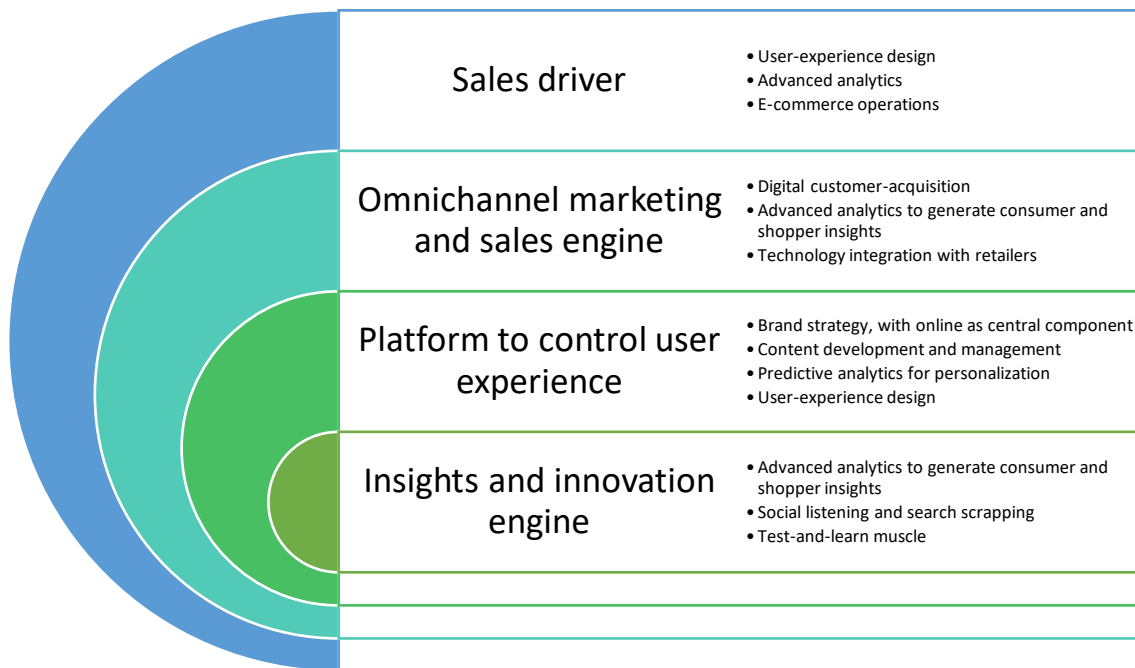 Sales driver
• User-experience design
• Advanced analytics
• E-commerce operations
Omnichannel marketing
and sales engine
• Digital customer-acquisition
• Advanced analytics to generate consumer and
shopper insights
• Technology integration with retailers
Platform to control user
experience
• Brand strategy, with online as central component
• Content development and management
• Predictive analytics for personalization
• User-experience design
Insights and innovation
engine
• Advanced analytics to generate consumer and
shopper insights
• Social listening and search scrapping
• Test-and-learn muscle